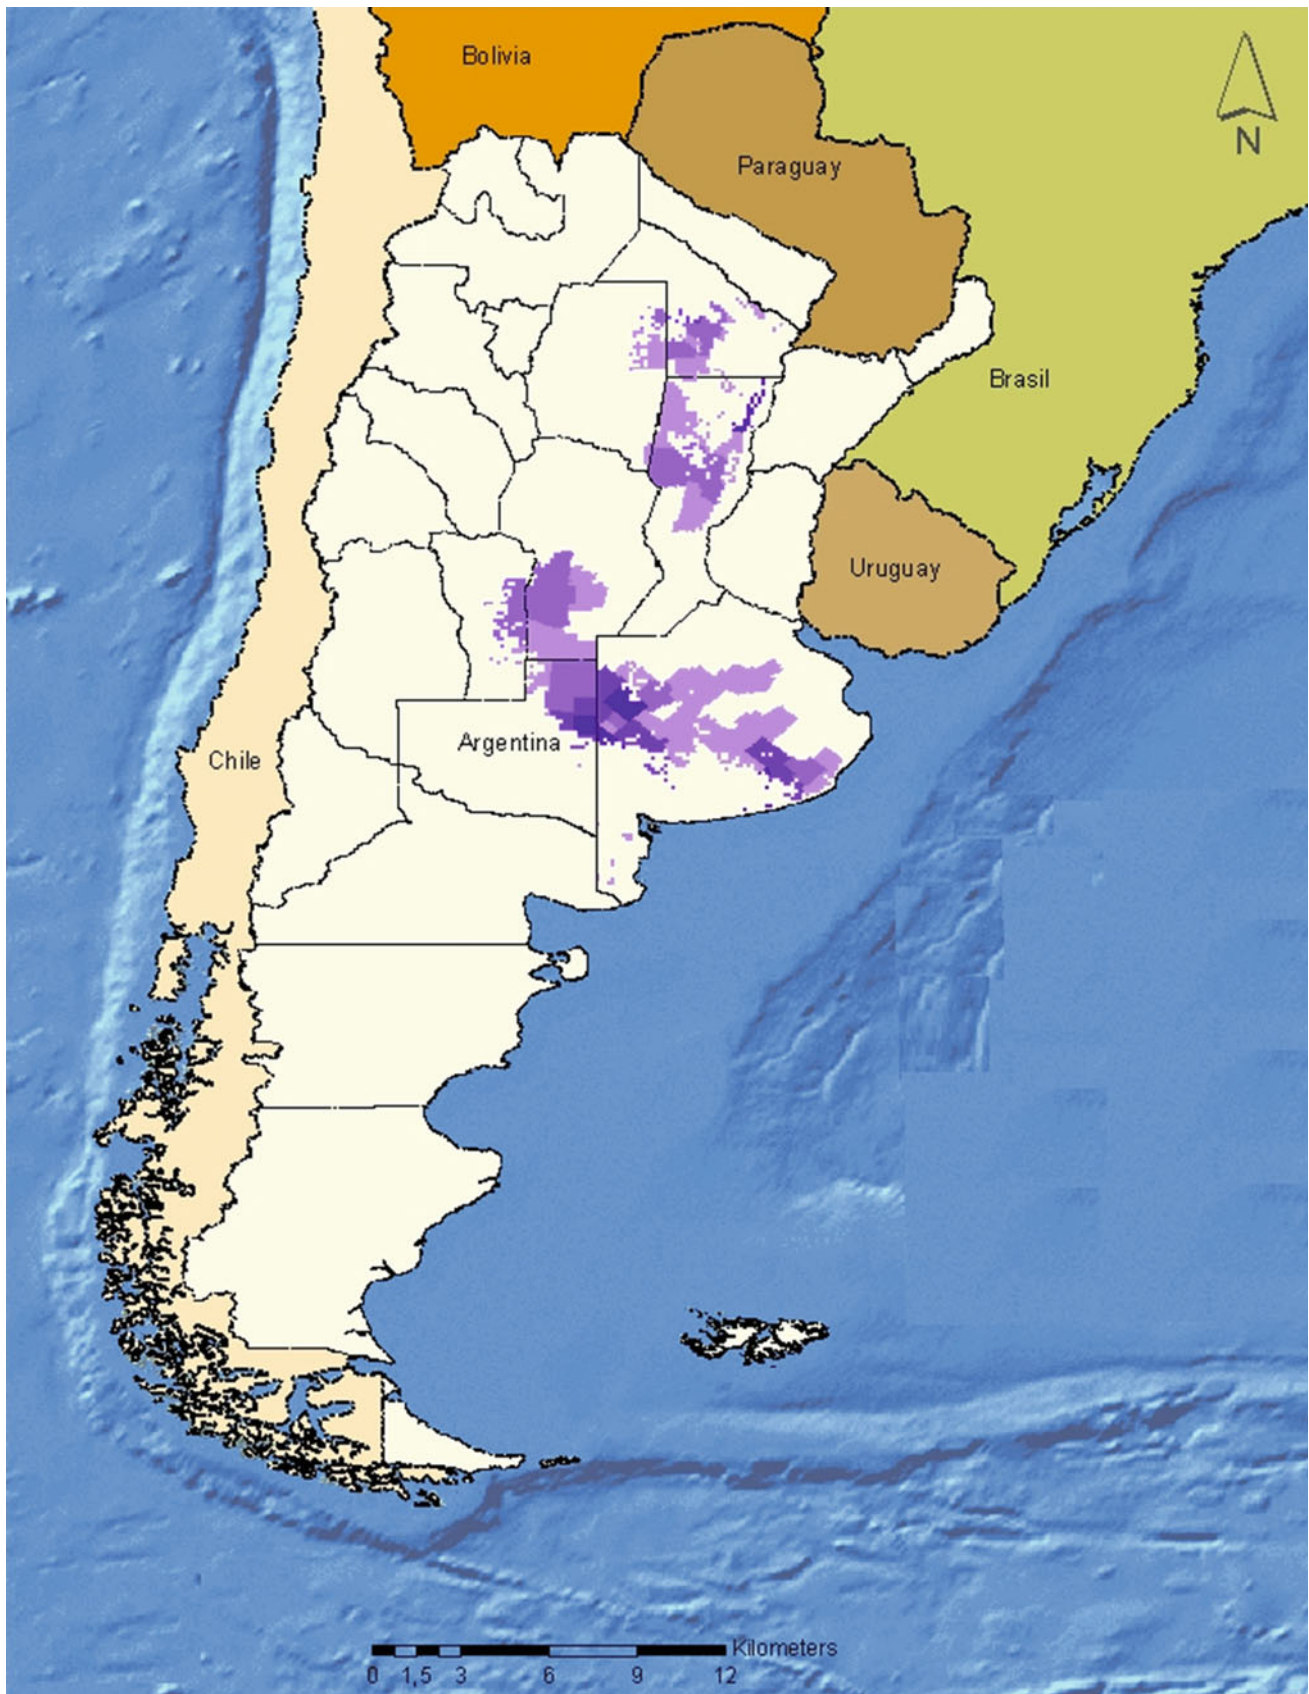 Bolivia
N
Paraguay
Brasil
Uruguay
Argentina
Chile
Kilometers
0 1,5 3 6 9 12